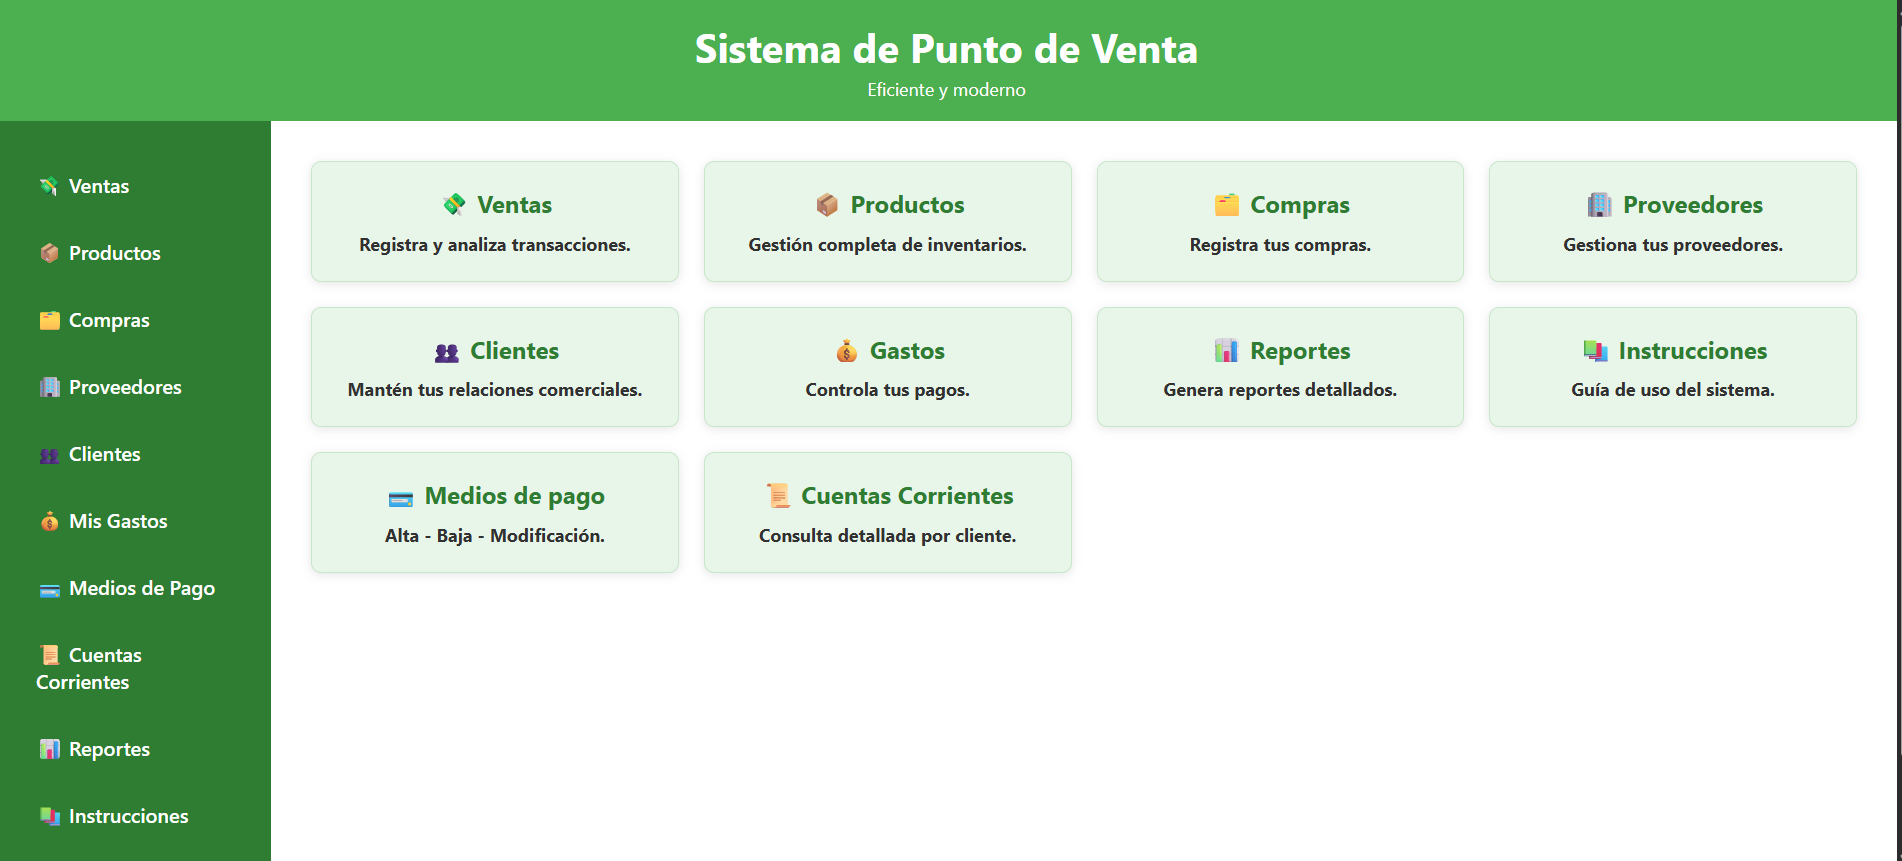 Sistema de Punto de Venta
Eficiente y moderno
Ventas
Productos
Compras
Proveedores
Clientes
Mis Gastos
Medios de Pago
Cuentas
Corrientes
Reportes
Instrucciones
Ventas
Registra y analiza transacciones.
Productos
Gestión completa de inventarios.
Compras
Registra tus compras.
Proveedores
Gestiona tus proveedores.
Clientes
Mantén tus relaciones comerciales.
Gastos
Controla tus pagos.
Reportes
Genera reportes detallados.
Instrucciones
Guía de uso del sistema.
Medios de pago
Alta - Baja - Modificación.
Cuentas Corrientes
Consulta detallada por cliente.